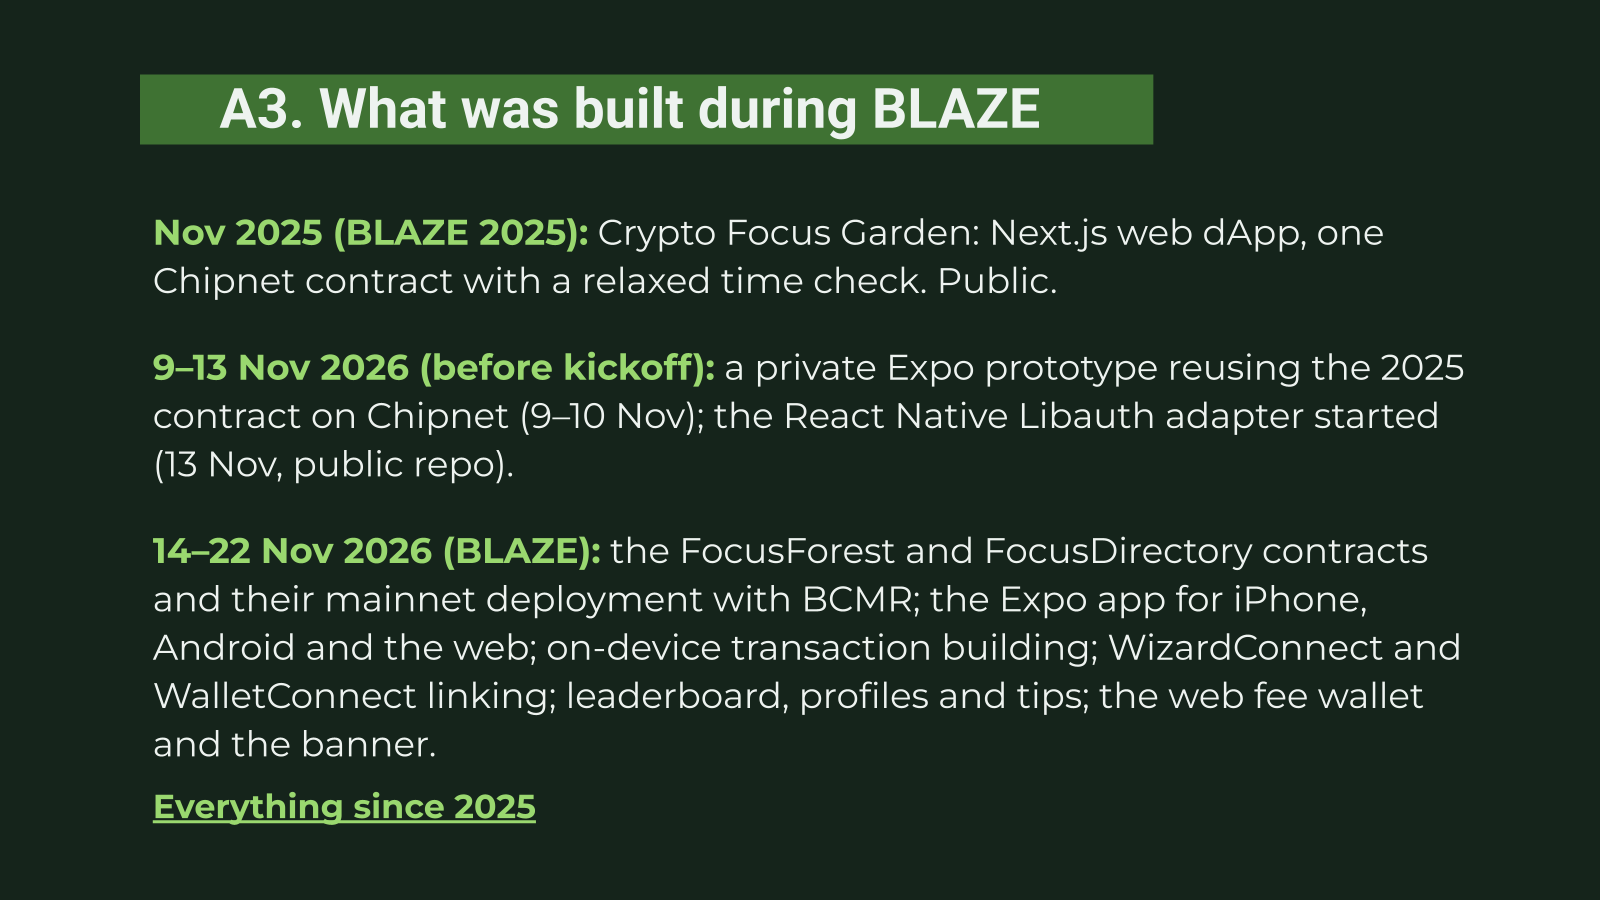 A3. What was built during BLAZE
Nov 2025 (BLAZE 2025): Crypto Focus Garden: Next.js web dApp, one
Chipnet contract with a relaxed time check. Public.
9–13 Nov 2026 (before kickoff): a private Expo prototype reusing the 2025
contract on Chipnet (9–10 Nov); the React Native Libauth adapter started
(13 Nov, public repo).
14–22 Nov 2026 (BLAZE): the FocusForest and FocusDirectory contracts
and their mainnet deployment with BCMR; the Expo app for iPhone,
Android and the web; on-device transaction building; WizardConnect and
WalletConnect linking; leaderboard, profiles and tips; the web fee wallet
and the banner.
Everything since 2025